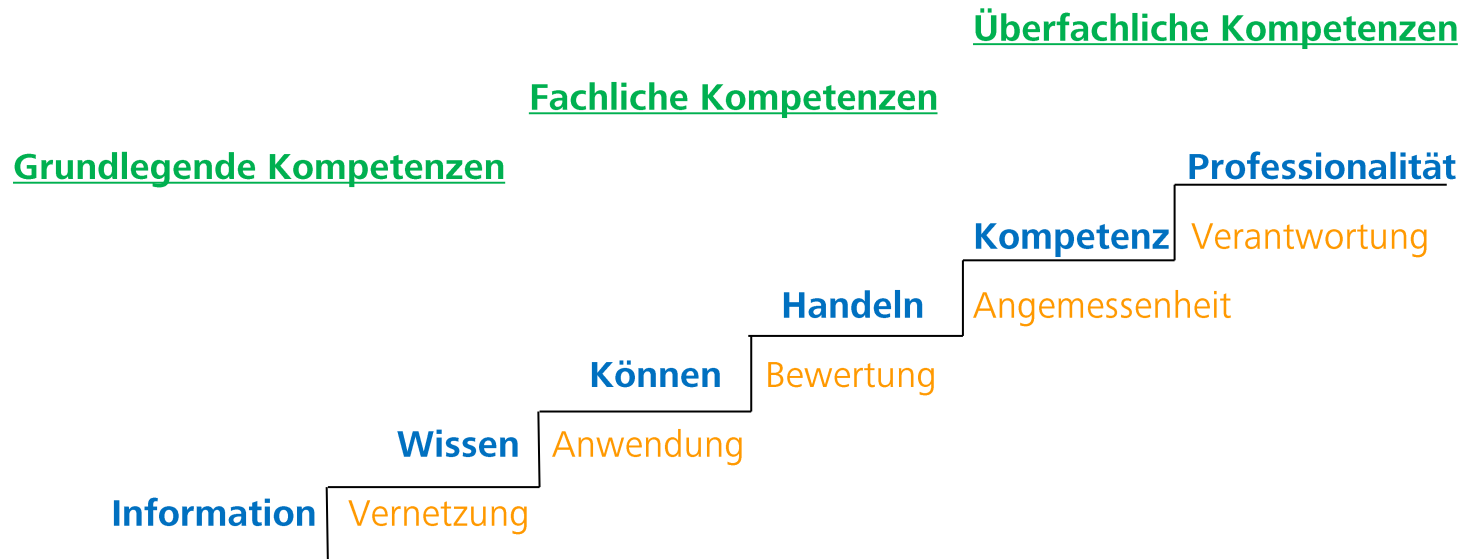 Überfachliche Kompetenzen
Fachliche Kompetenzen
Grundlegende Kompetenzen
Professionalität
Kompetenz
Verantwortung
Handeln
Angemessenheit
Können
Bewertung
Wissen
Anwendung
Information
Vernetzung